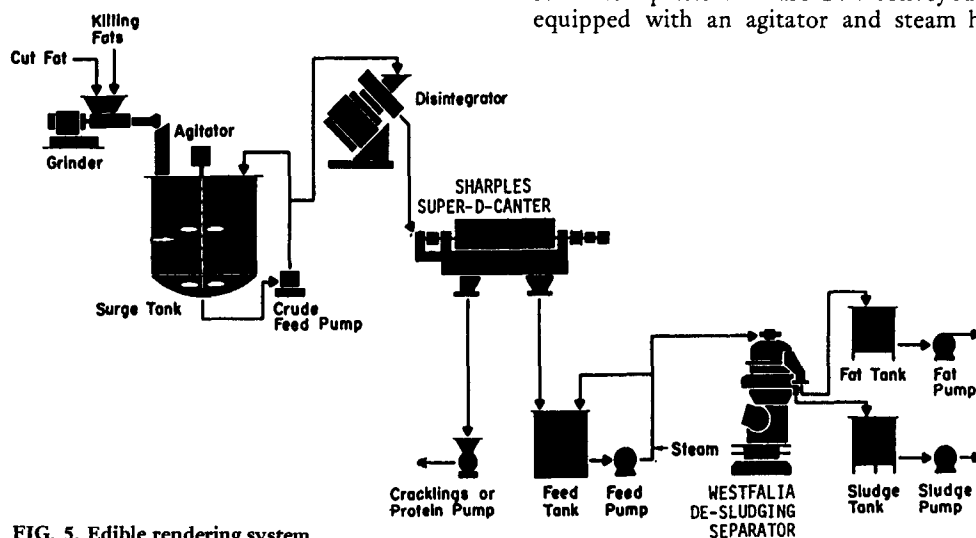 equipped with an agitator and steam h
Killing
Fats
Cut Fat
Grinder
Agitator
Surge Tank
Crude
Feed Pump
Disintegrator
SHARPLES
SUPER-D-CANTER
Cracklings or
Protein Pump
Feed
Tank
Feed
Pump
Steam
WESTFALIA
DE-SLUDGING
SEPARATOR
Fat Tank
Fat
Pump
Sludge
Tank
Sludge
Pump
FIG. 5. Edible rendering system